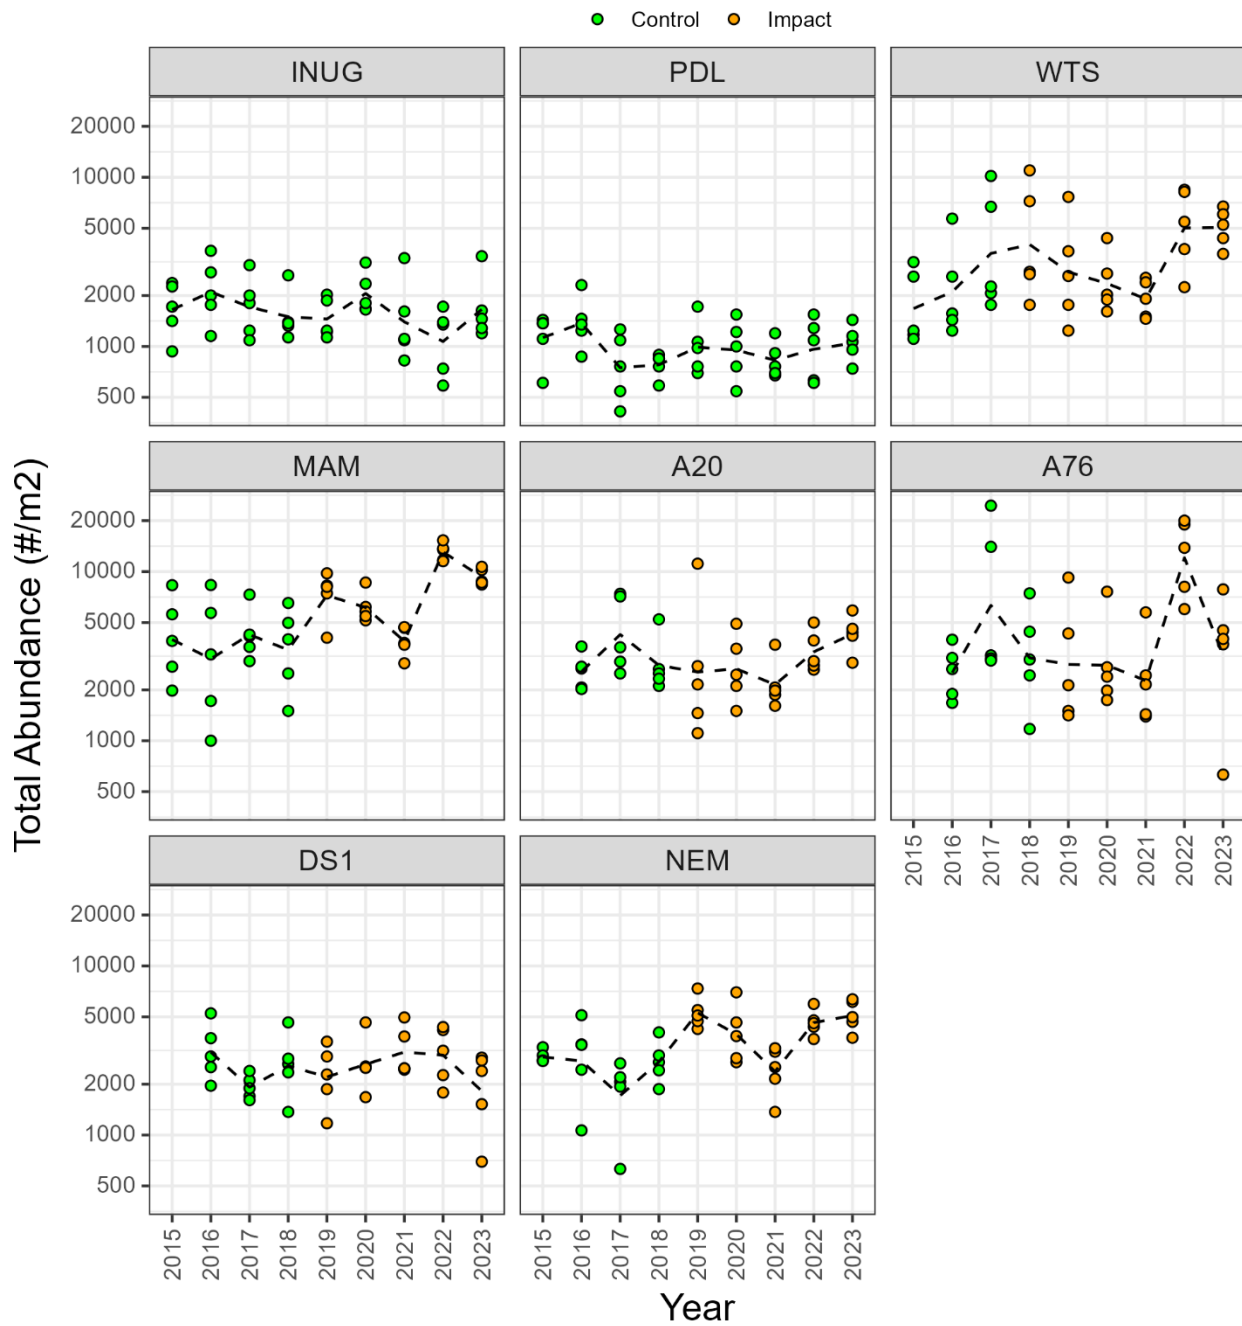 Control Impact
INUG PDL WTS
20000
10000
5000
2000
1000
500
MAM A20 A76
20000
10000
5000
2000
1000
500
2015 2016 2017 2018 2019 2020 2021 2022 2023
DS1 NEM
20000
10000
5000
2000
1000
500
2015 2016 2017 2018 2019 2020 2021 2022 2023 2015 2016 2017 2018 2019 2020 2021 2022 2023
Total Abundance (#/m2)
Year